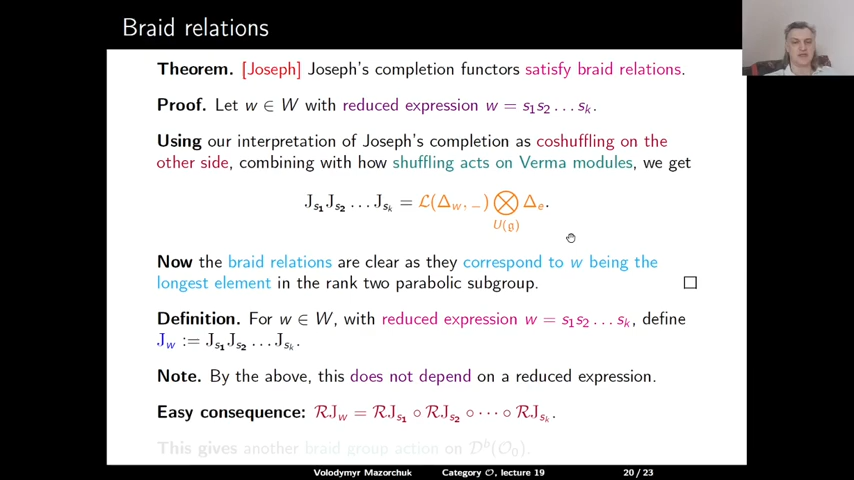 Braid relations
Theorem. [Joseph] Joseph's completion functors satisfy braid relations.
Proof. Let w ∈ W with reduced expression w = s₁s₂ … sₖ.
Using our interpretation of Joseph's completion as coshuffling on the
other side, combining with how shuffling acts on Verma modules, we get
J_{s₁}J_{s₂} … J_{sₖ} = ℒ(Δ_w, −) ⨂_{U(𝔤)} Δ_e.
Now the braid relations are clear as they correspond to w being the
longest element in the rank two parabolic subgroup. □
Definition. For w ∈ W, with reduced expression w = s₁s₂ … sₖ, define
J_w := J_{s₁}J_{s₂} … J_{sₖ}.
Note. By the above, this does not depend on a reduced expression.
Easy consequence: ℛJ_w = ℛJ_{s₁} ∘ ℛJ_{s₂} ∘ ⋯ ∘ ℛJ_{sₖ}.
This gives another braid group action on 𝒟ᵇ(𝒪₀).
Volodymyr Mazorchuk Category 𝒪, lecture 19 20 / 23